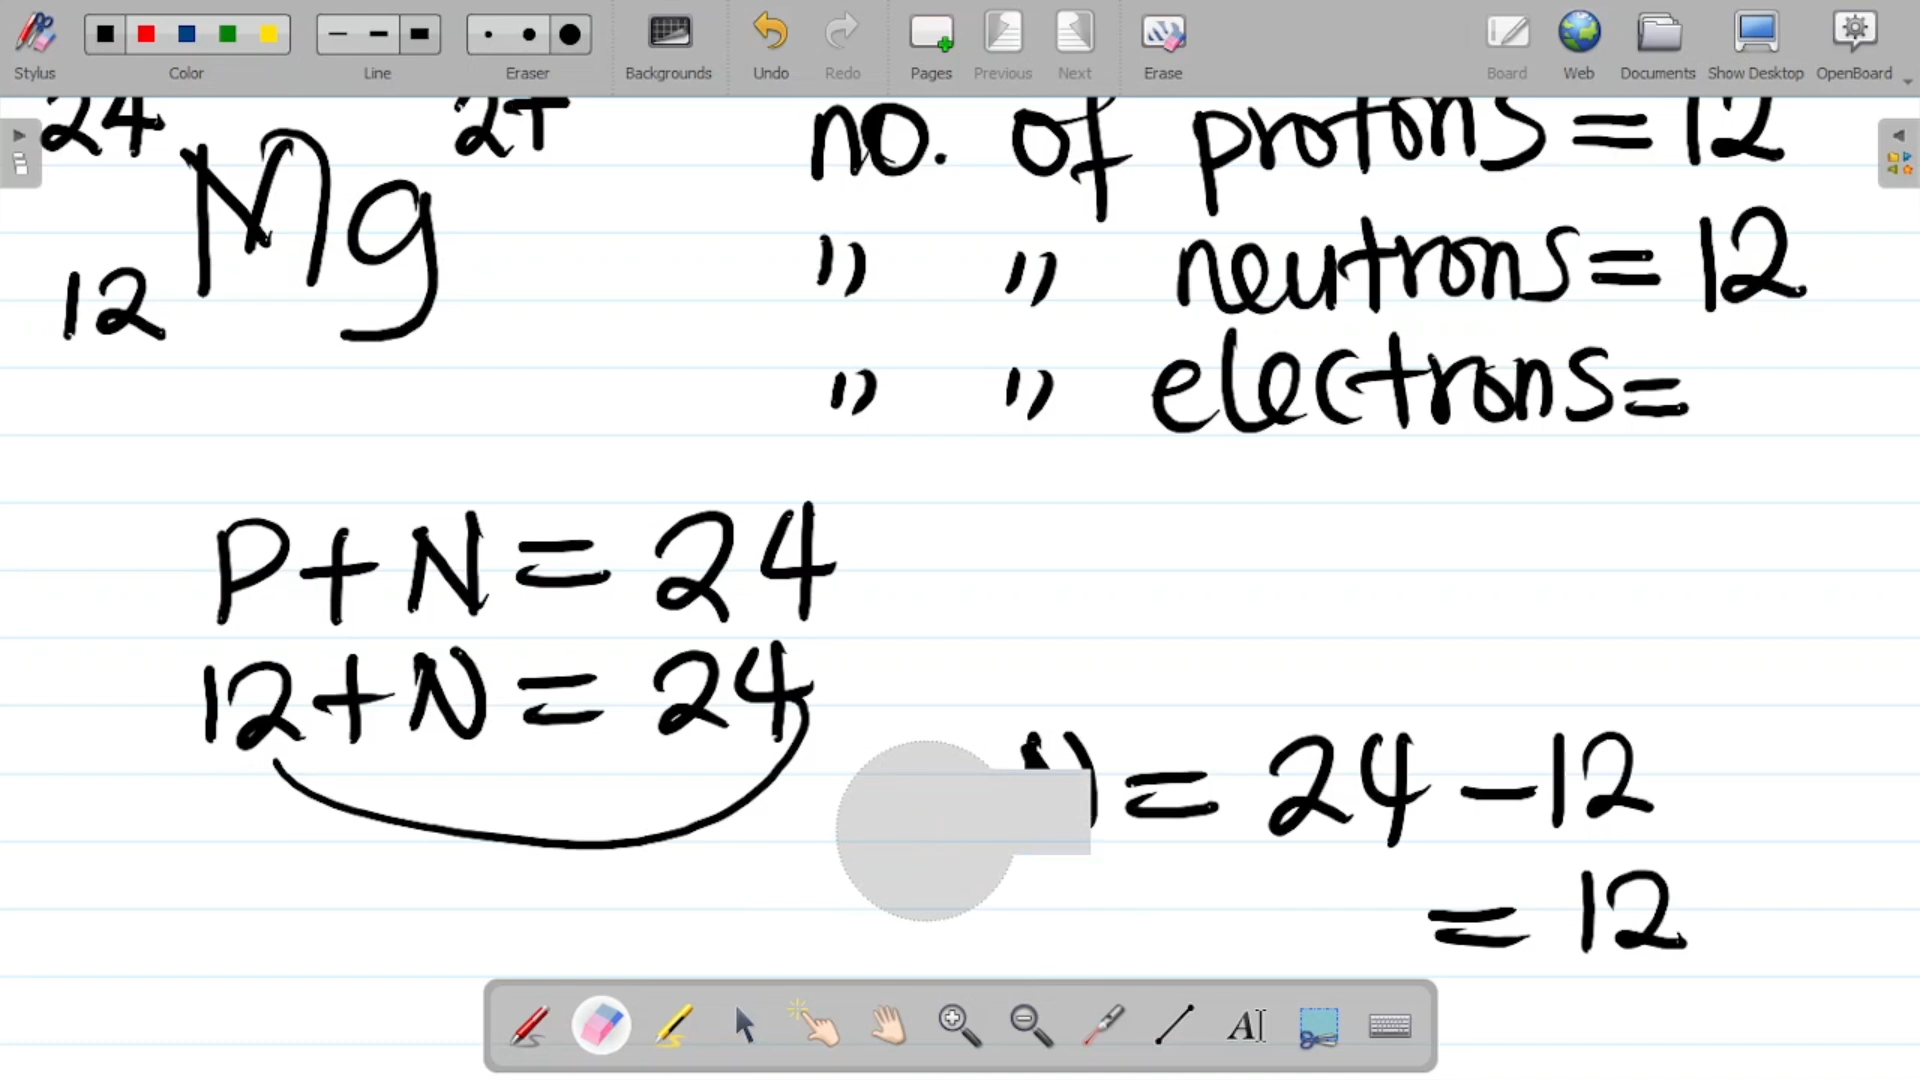 Stylus Color Line Eraser Backgrounds Undo Redo Pages Previous Next Erase Board Web Documents Show Desktop OpenBoard
24 Mg 2+
12
no. of protons = 12
" " neutrons = 12
" " electrons =
P + N = 24
12 + N = 24
N = 24 - 12
= 12